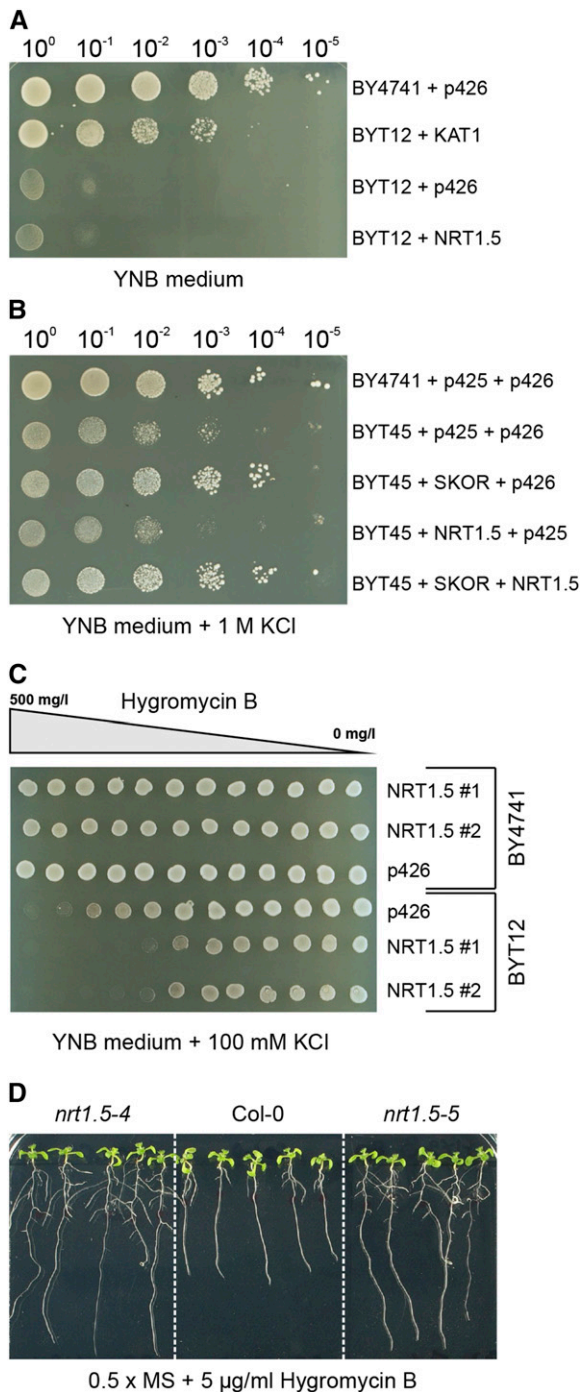 A
10⁰ 10⁻¹ 10⁻² 10⁻³ 10⁻⁴ 10⁻⁵
BY4741 + p426
BYT12 + KAT1
BYT12 + p426
BYT12 + NRT1.5
YNB medium
B
10⁰ 10⁻¹ 10⁻² 10⁻³ 10⁻⁴ 10⁻⁵
BY4741 + p425 + p426
BYT45 + p425 + p426
BYT45 + SKOR + p426
BYT45 + NRT1.5 + p425
BYT45 + SKOR + NRT1.5
YNB medium + 1 M KCl
C
Hygromycin B
500 mg/l 0 mg/l
NRT1.5 #1
NRT1.5 #2
p426
BY4741
p426
NRT1.5 #1
NRT1.5 #2
BYT12
YNB medium + 100 mM KCl
D
nrt1.5-4 Col-0 nrt1.5-5
0.5 x MS + 5 µg/ml Hygromycin B